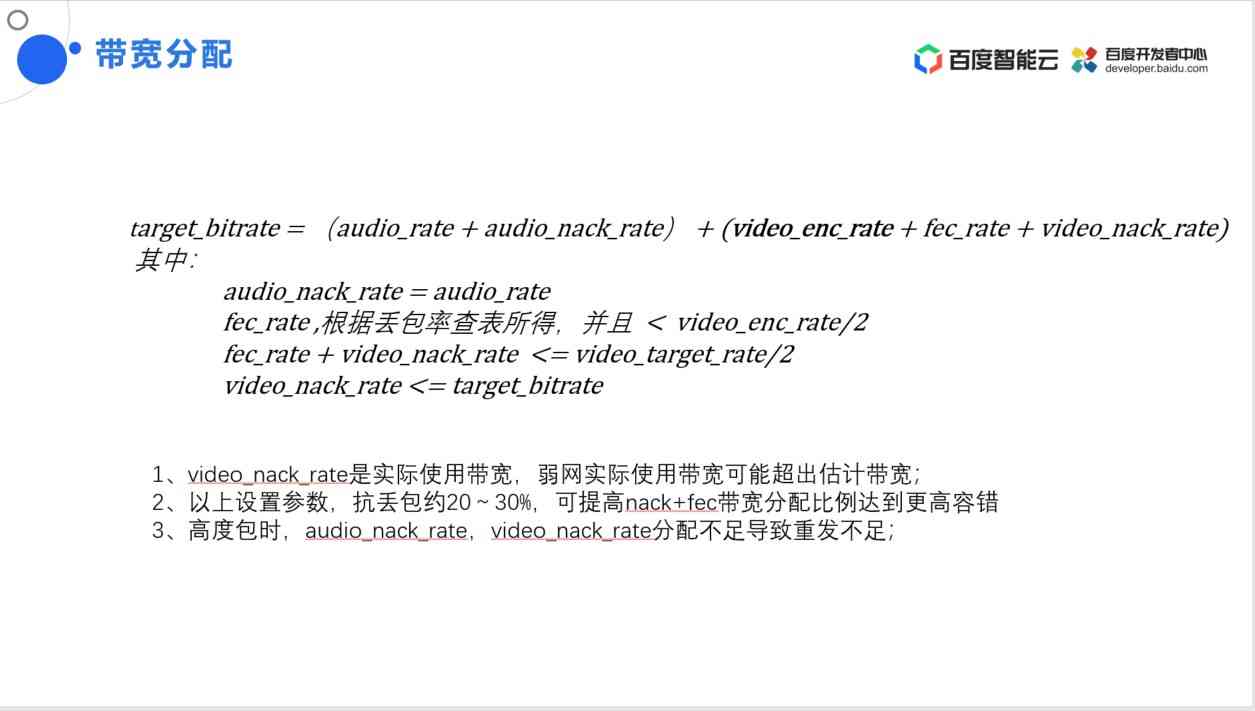 带宽分配
百度智能云
百度开发者中心
developer.baidu.com
target_bitrate = （audio_rate + audio_nack_rate） + (video_enc_rate + fec_rate + video_nack_rate)
其中：
audio_nack_rate = audio_rate
fec_rate ,根据丢包率查表所得， 并且 < video_enc_rate/2
fec_rate + video_nack_rate <= video_target_rate/2
video_nack_rate <= target_bitrate
1、video_nack_rate是实际使用带宽，弱网实际使用带宽可能超出估计带宽；
2、以上设置参数，抗丢包约20 ~ 30%，可提高nack+fec带宽分配比例达到更高容错
3、高度包时，audio_nack_rate，video_nack_rate分配不足导致重发不足；